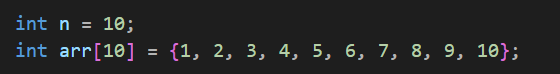 int n = 10;
int arr[10] = {1, 2, 3, 4, 5, 6, 7, 8, 9, 10};